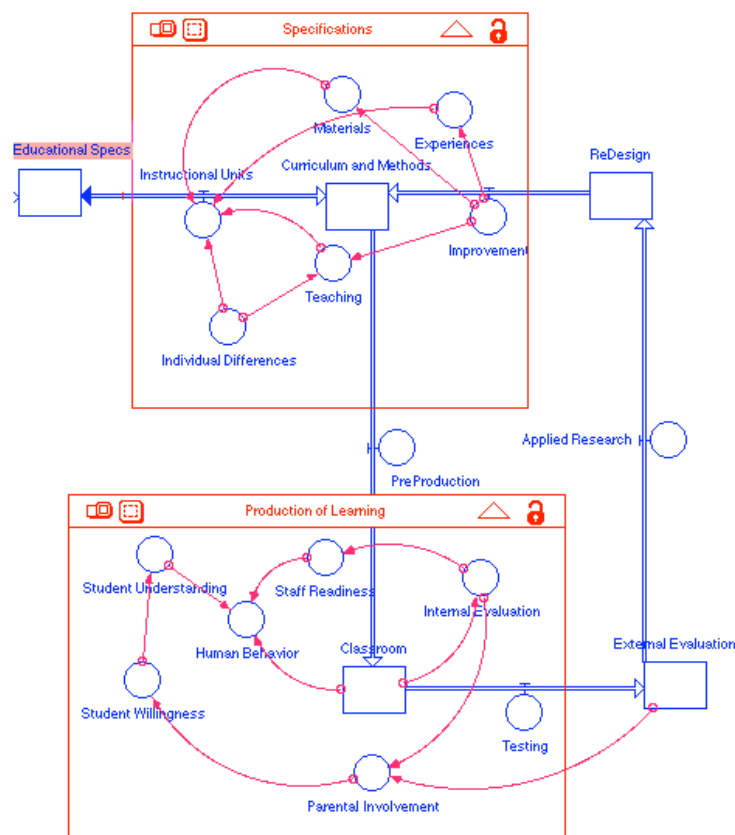 Specifications
Materials
Experiences
Educational Specs
Instructional Units
Curriculum and Methods
ReDesign
Improvement
Teaching
Individual Differences
Applied Research
PreProduction
Production of Learning
Student Understanding
Staff Readiness
Internal Evaluation
Human Behavior
Classroom
External Evaluation
Student Willingness
Testing
Parental Involvement